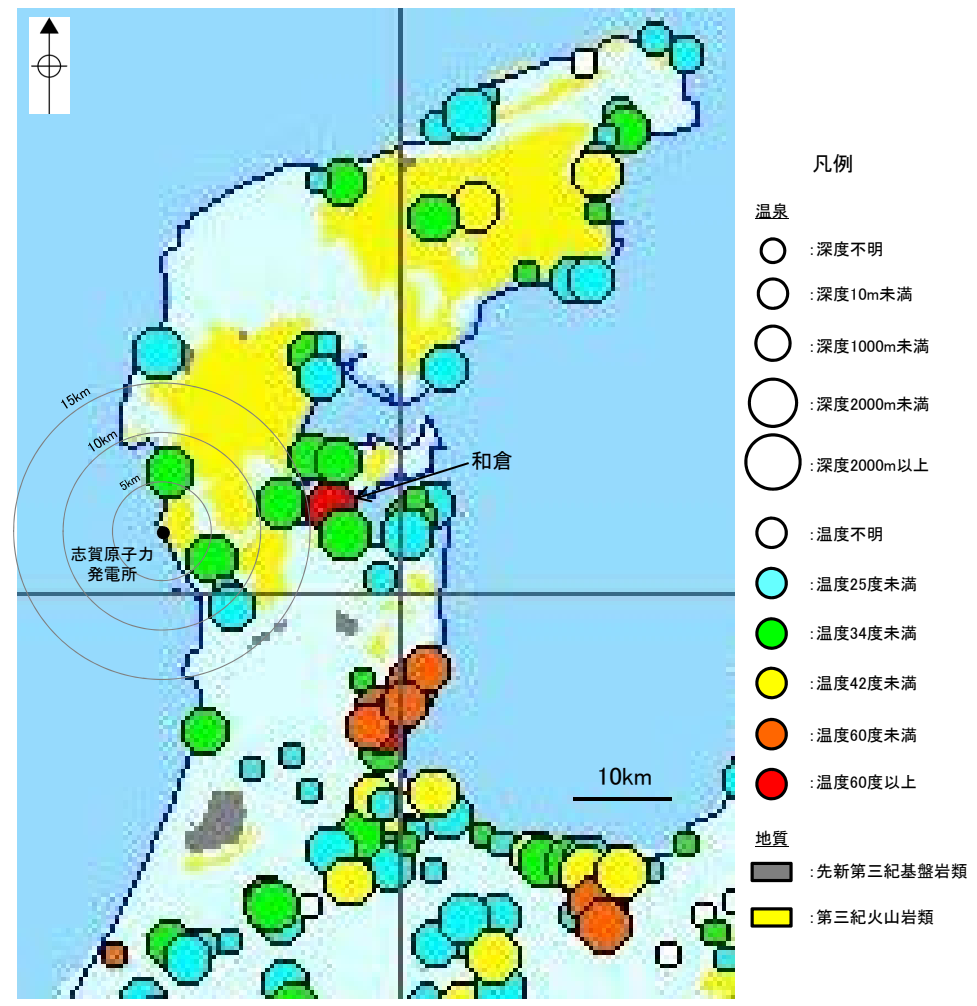 15km
10km
5km
志賀原子力
発電所
和倉
10km
凡例
温泉
:深度不明
:深度10m未満
:深度1000m未満
:深度2000m未満
:深度2000m以上
:温度不明
:温度25度未満
:温度34度未満
:温度42度未満
:温度60度未満
:温度60度以上
地質
:先新第三紀基盤岩類
:第三紀火山岩類